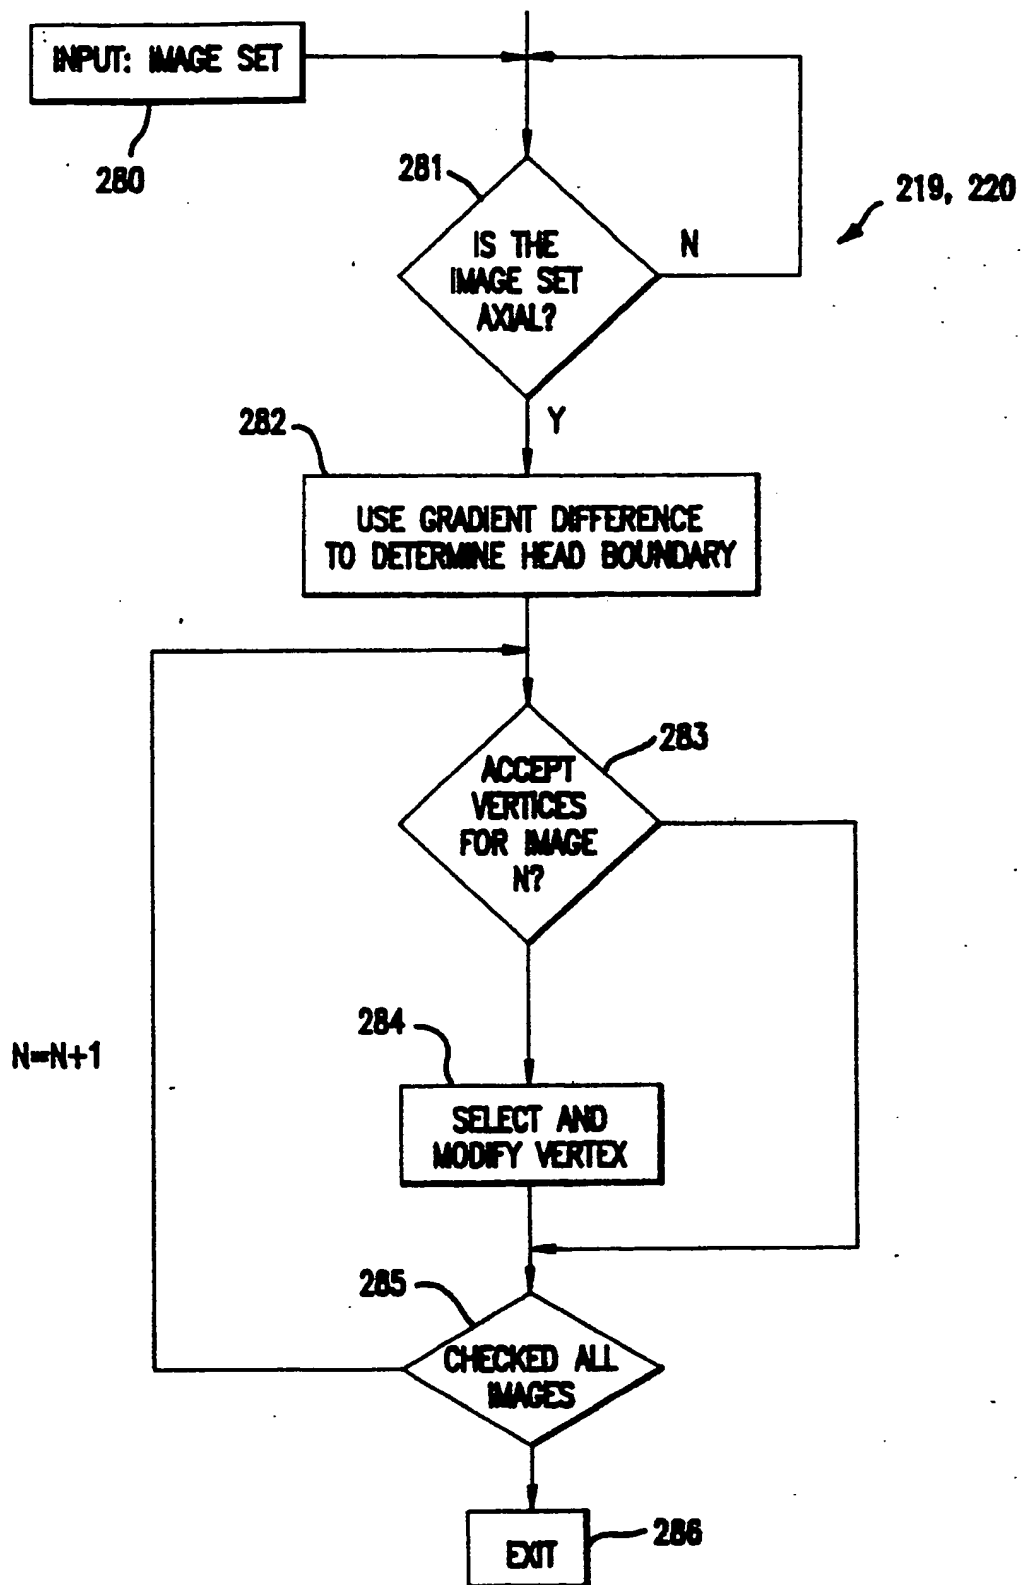 INPUT: IMAGE SET
280
281
219, 220
IS THE
IMAGE SET
AXIAL?
N
Y
282
USE GRADIENT DIFFERENCE
TO DETERMINE HEAD BOUNDARY
283
ACCEPT
VERTICES
FOR IMAGE
N?
284
N=N+1
SELECT AND
MODIFY VERTEX
285
CHECKED ALL
IMAGES
EXIT
286